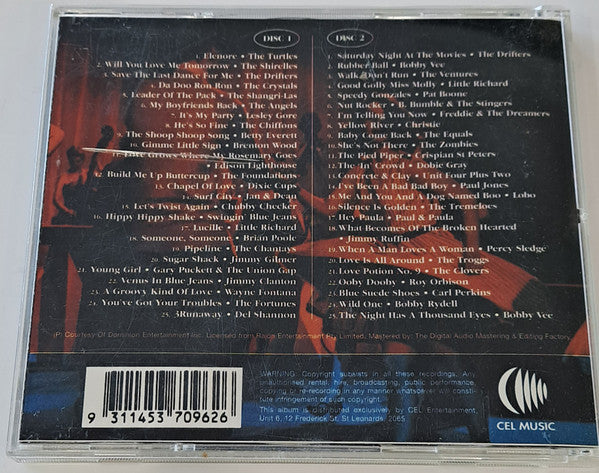 DISC 1
1. Elenore • The Turtles
2. Will You Love Me Tomorrow • The Shirelles
3. Save The Last Dance For Me • The Drifters
4. Da Doo Ron Ron • The Crystals
5. Leader Of The Pack • The Shangri-Las
6. My Boyfriends Back • The Angels
7. It's My Party • Lesley Gore
8. He's So Fine • The Chiffons
9. The Shoop Shoop Song • Betty Everett
10. Gimme Little Sign • Brenton Wood
11. Love Grows Where My Rosemary Goes •
Edison Lighthouse
12. Build Me Up Buttercup • The Foundations
13. Chapel Of Love • Dixie Cups
14. Surf City • Jan & Dean
15. Let's Twist Again • Chubby Checker
16. Hippy Hippy Shake • Swingin' Blue Jeans
17. Lucille • Little Richard
18. Someone, Someone • Brian Poole
19. Pipeline • The Chantays
20. Sugar Shack • Jimmy Gilmer
21. Young Girl • Gary Puckett & The Union Gap
22. Venus In Blue Jeans • Jimmy Clanton
23. A Groovy Kind Of Love • Wayne Fontana
24. You've Got Your Troubles • The Fortunes
25. 3Runaway • Del Shannon
DISC 2
1. Saturday Night At The Movies • The Drifters
2. Rubber Ball • Bobby Vee
3. Walk Don't Run • The Ventures
4. Good Golly Miss Molly • Little Richard
5. Speedy Gonzales • Pat Boone
6. Nut Rocker • B. Bumble & The Stingers
7. I'm Telling You Now • Freddie & The Dreamers
8. Yellow River • Christie
9. Baby Come Back • The Equals
10. She's Not There • The Zombies
11. The Pied Piper • Crispian St Peters
12. The 'In' Crowd • Dobie Gray
13. Concrete & Clay • Unit Four Plus Two
14. I've Been A Bad Bad Boy • Paul Jones
15. Me And You And A Dog Named Boo • Lobo
16. Silence Is Golden • The Tremeloes
17. Hey Paula • Paul & Paula
18. What Becomes Of The Broken Hearted
• Jimmy Ruffin
19. When A Man Loves A Woman • Percy Sledge
20. Love Is All Around • The Troggs
21. Love Potion No. 9 • The Clovers
22. Ooby Dooby • Roy Orbison
23. Blue Suede Shoes • Carl Perkins
24. Wild One • Bobby Rydell
25. The Night Has A Thousand Eyes • Bobby Vee
(P) Courtesy Of Dominion Entertainment Inc. Licensed from Rajon Entertainment Pty Limited. Mastered by: The Digital Audio Mastering & Editing Factory
WARNING: Copyright subsists in all these recordings. Any
unauthorised rental, hire, broadcasting, public performance,
copying or re-recording in any manner whatsoever will consti-
tute infringement of such copyright.
This album is distributed exclusively by CEL Entertainment,
Unit 6, 12 Frederick St, St Leonards, 2065
9 311453 709626
CEL MUSIC